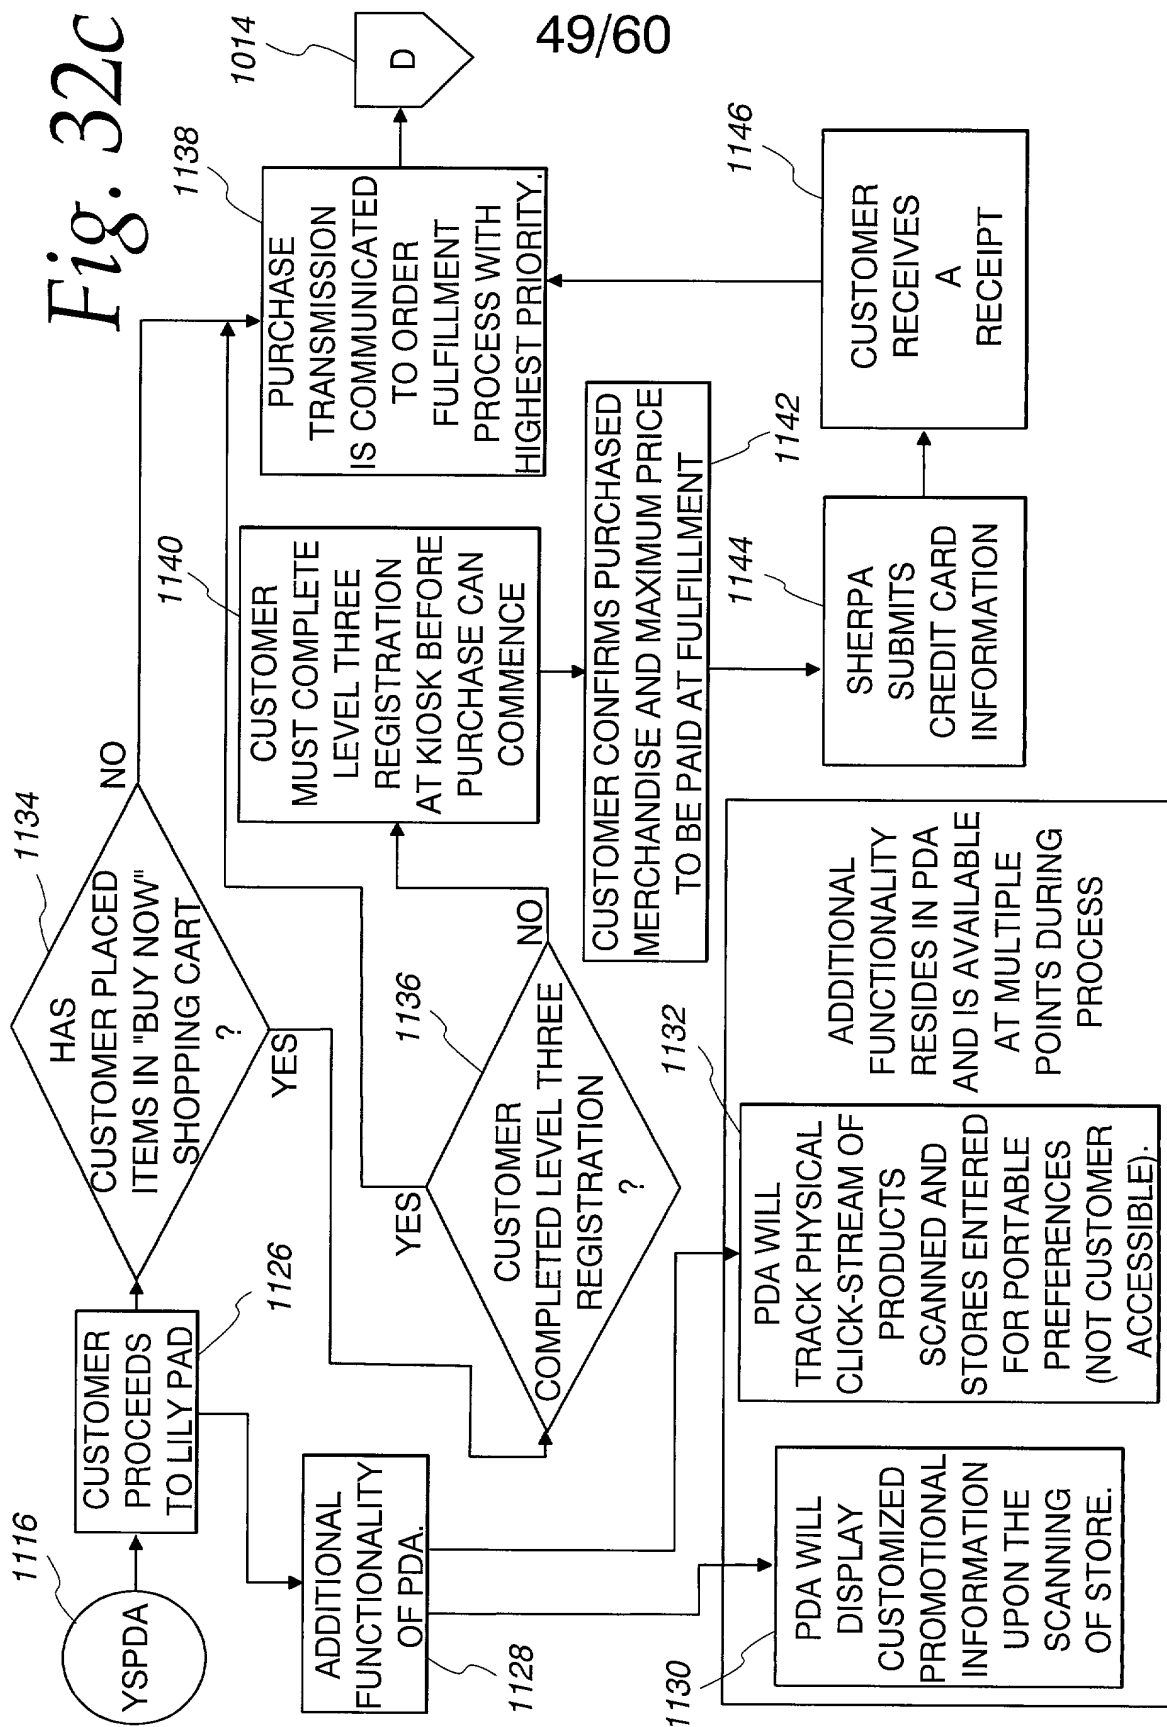 49/60
Fig. 32c
1116
YSPDA
CUSTOMER
PROCEEDS
TO LILY PAD
1126
HAS
CUSTOMER PLACED
ITEMS IN "BUY NOW"
SHOPPING CART
?
1134
NO
YES
ADDITIONAL
FUNCTIONALITY
OF PDA.
1128
CUSTOMER
COMPLETED LEVEL THREE
REGISTRATION
?
1136
YES
NO
CUSTOMER
MUST COMPLETE
LEVEL THREE
REGISTRATION
AT KIOSK BEFORE
PURCHASE CAN
COMMENCE
1140
PURCHASE
TRANSMISSION
IS COMMUNICATED
TO ORDER
FULFILLMENT
PROCESS WITH
HIGHEST PRIORITY.
1138
D
1014
CUSTOMER CONFIRMS PURCHASED
MERCHANDISE AND MAXIMUM PRICE
TO BE PAID AT FULFILLMENT
1142
SHERPA
SUBMITS
CREDIT CARD
INFORMATION
1144
CUSTOMER
RECEIVES
A
RECEIPT
1146
PDA WILL
DISPLAY
CUSTOMIZED
PROMOTIONAL
INFORMATION
UPON THE
SCANNING
OF STORE.
1130
PDA WILL
TRACK PHYSICAL
CLICK-STREAM OF
PRODUCTS
SCANNED AND
STORES ENTERED
FOR PORTABLE
PREFERENCES
(NOT CUSTOMER
ACCESSIBLE).
1132
ADDITIONAL
FUNCTIONALITY
RESIDES IN PDA
AND IS AVAILABLE
AT MULTIPLE
POINTS DURING
PROCESS